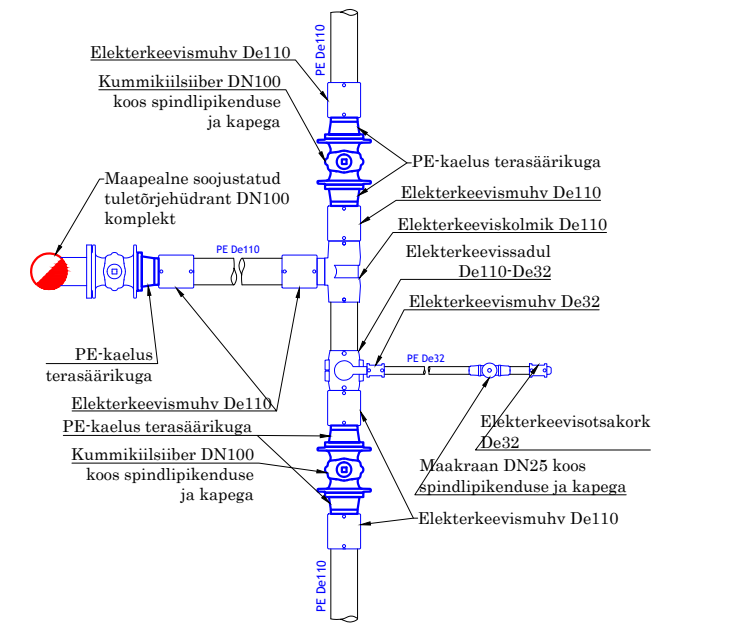 PE De110
Elekterkeevismuhv De110
Kummikiilsiiber DN100
koos spindlipikenduse
ja kapega
PE-kaelus terasäärikuga
Maapealne soojustatud
tuletõrjehüdrant DN100
komplekt
Elekterkeevismuhv De110
Elekterkeeviskolmik De110
PE De110
Elekterkeevissadul
De110-De32
Elekterkeevismuhv De32
PE-kaelus
terasäärikuga
PE De32
Elekterkeevismuhv De110
PE-kaelus terasäärikuga
Kummikiilsiiber DN100
koos spindlipikenduse
ja kapega
Elekterkeevisotsakork
De32
Maakraan DN25 koos
spindlipikenduse ja kapega
Elekterkeevismuhv De110
PE De110